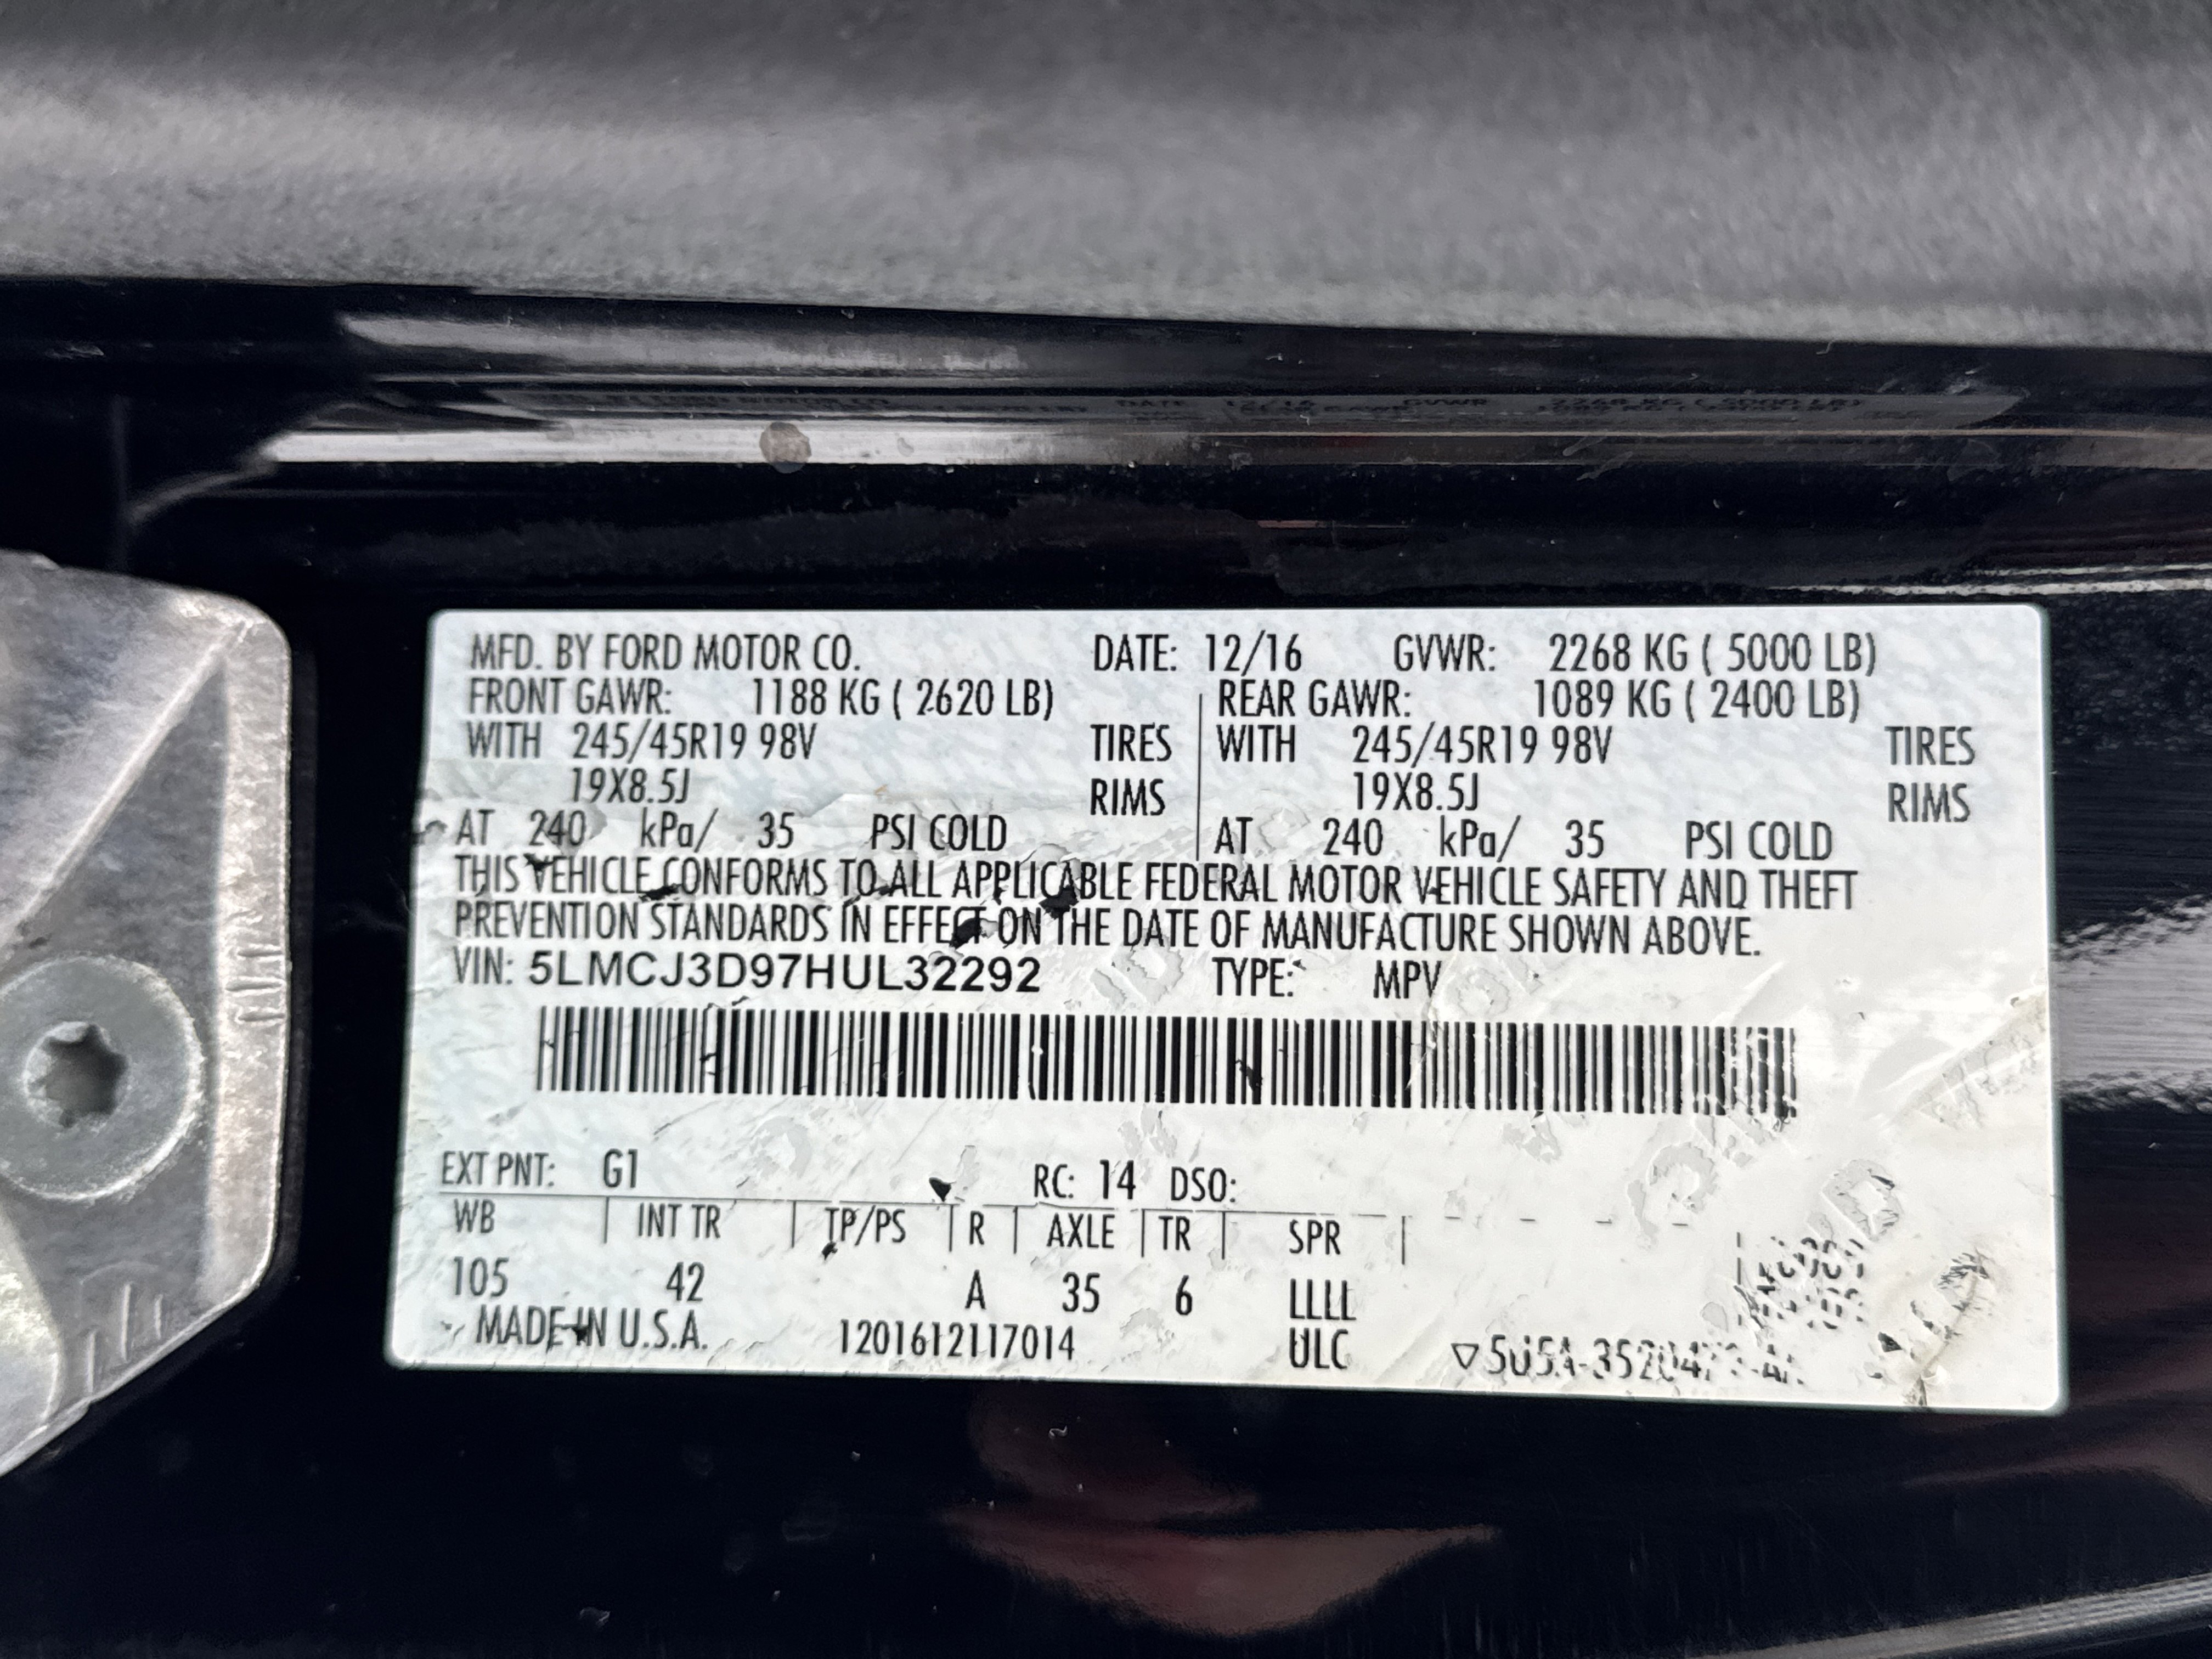 MFD. BY FORD MOTOR CO. DATE: 12/16 GVWR: 2268 KG ( 5000 LB)
FRONT GAWR: 1188 KG ( 2620 LB) REAR GAWR: 1089 KG ( 2400 LB)
WITH 245/45R19 98V TIRES WITH 245/45R19 98V TIRES
19X8.5J RIMS 19X8.5J RIMS
AT 240 kPa/ 35 PSI COLD AT 240 kPa/ 35 PSI COLD
THIS VEHICLE CONFORMS TO ALL APPLICABLE FEDERAL MOTOR VEHICLE SAFETY AND THEFT
PREVENTION STANDARDS IN EFFECT ON THE DATE OF MANUFACTURE SHOWN ABOVE.
VIN: 5LMCJ3D97HUL32292 TYPE: MPV
EXT PNT: G1 RC: 14 DSO:
WB INT TR TP/PS R AXLE TR SPR
105 42 A 35 6 LLLL
MADE IN U.S.A. 1201612117014 ULC